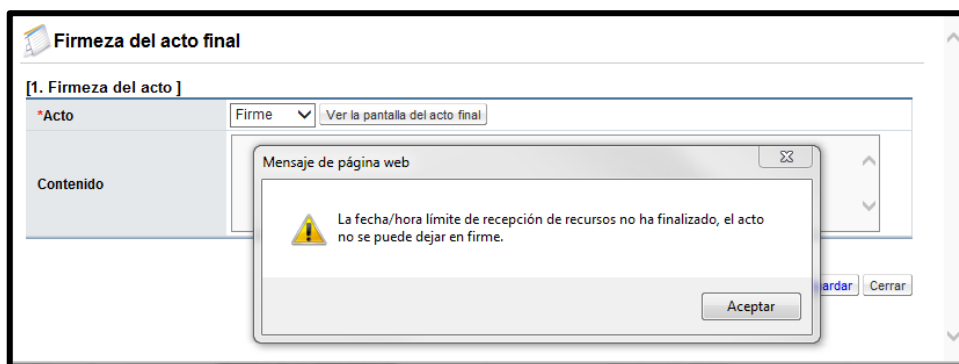 Firmeza del acto final
[1. Firmeza del acto ]
*Acto
Firme
Ver la pantalla del acto final
Contenido
Mensaje de página web
La fecha/hora límite de recepción de recursos no ha finalizado, el acto
no se puede dejar en firme.
Aceptar
ardar
Cerrar